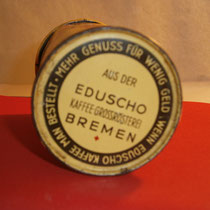 MEHR GENUSS FÜR WENIG GELD · WENN EDUSCHO KAFFEE MAN BESTELLT ·
AUS DER
EDUSCHO
KAFFEE-GROSSRÖSTEREI
BREMEN